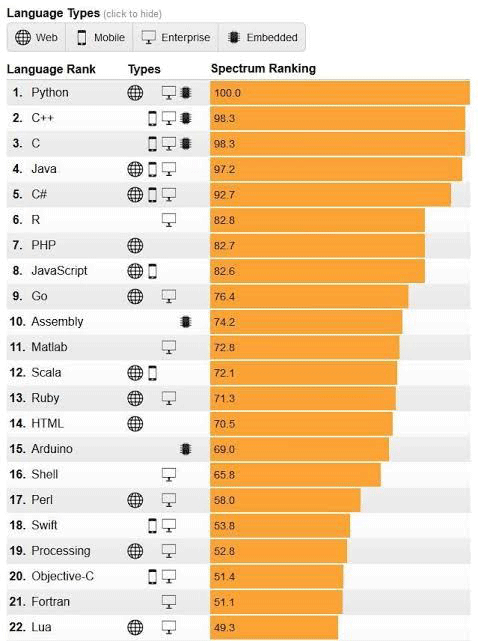 Language Types (click to hide)
Web Mobile Enterprise Embedded
Language Rank Types Spectrum Ranking
1. Python 100.0
2. C++ 98.3
3. C 98.3
4. Java 97.2
5. C# 92.7
6. R 82.8
7. PHP 82.7
8. JavaScript 82.6
9. Go 76.4
10. Assembly 74.2
11. Matlab 72.8
12. Scala 72.1
13. Ruby 71.3
14. HTML 70.5
15. Arduino 69.0
16. Shell 65.8
17. Perl 58.0
18. Swift 53.8
19. Processing 52.8
20. Objective-C 51.4
21. Fortran 51.1
22. Lua 49.3